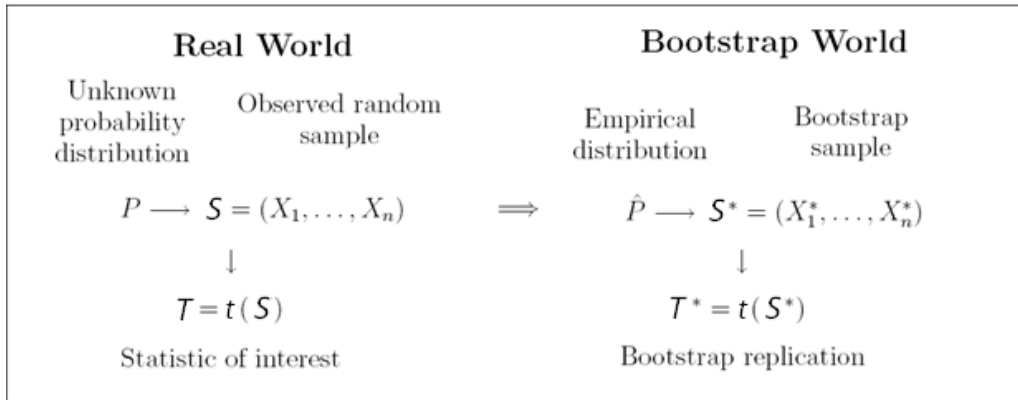 Real World
Unknown
probability
distribution
Observed random
sample
P ⟶ S = (X₁, . . . , Xₙ)
↓
T = t(S)
Statistic of interest
⟹
Bootstrap World
Empirical
distribution
Bootstrap
sample
P̂ ⟶ S* = (X₁*, . . . , Xₙ*)
↓
T* = t(S*)
Bootstrap replication